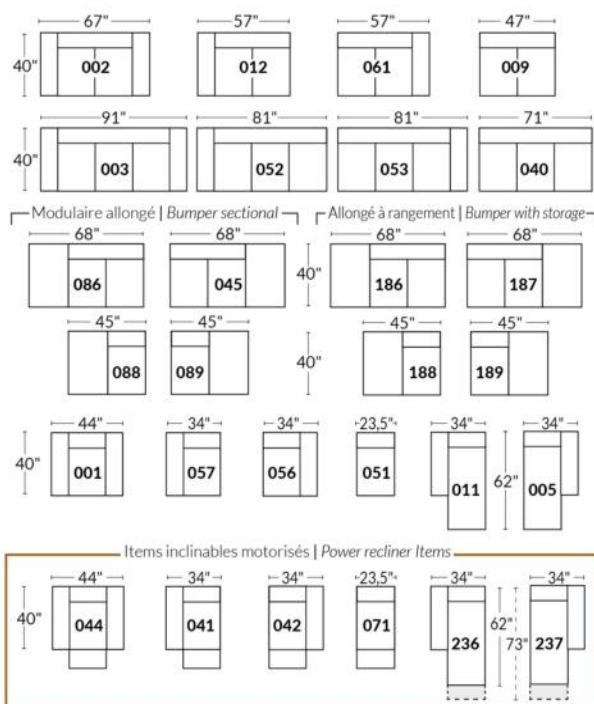 67" 57" 57" 47"
40" 002 012 061 009
91" 81" 81" 71"
40" 003 052 053 040
Modulaire allongé | Bumper sectional Allongé à rangement | Bumper with storage
68" 68" 68" 68"
086 045 40" 186 187
45" 45" 45" 45"
088 089 40" 188 189
44" 34" 34" 23,5" 34" 34"
40" 001 057 056 051 011 62" 005
Items inclinables motorisés | Power recliner Items
44" 34" 34" 23,5" 34" 34"
40" 044 041 042 071 236 62" 73" 237